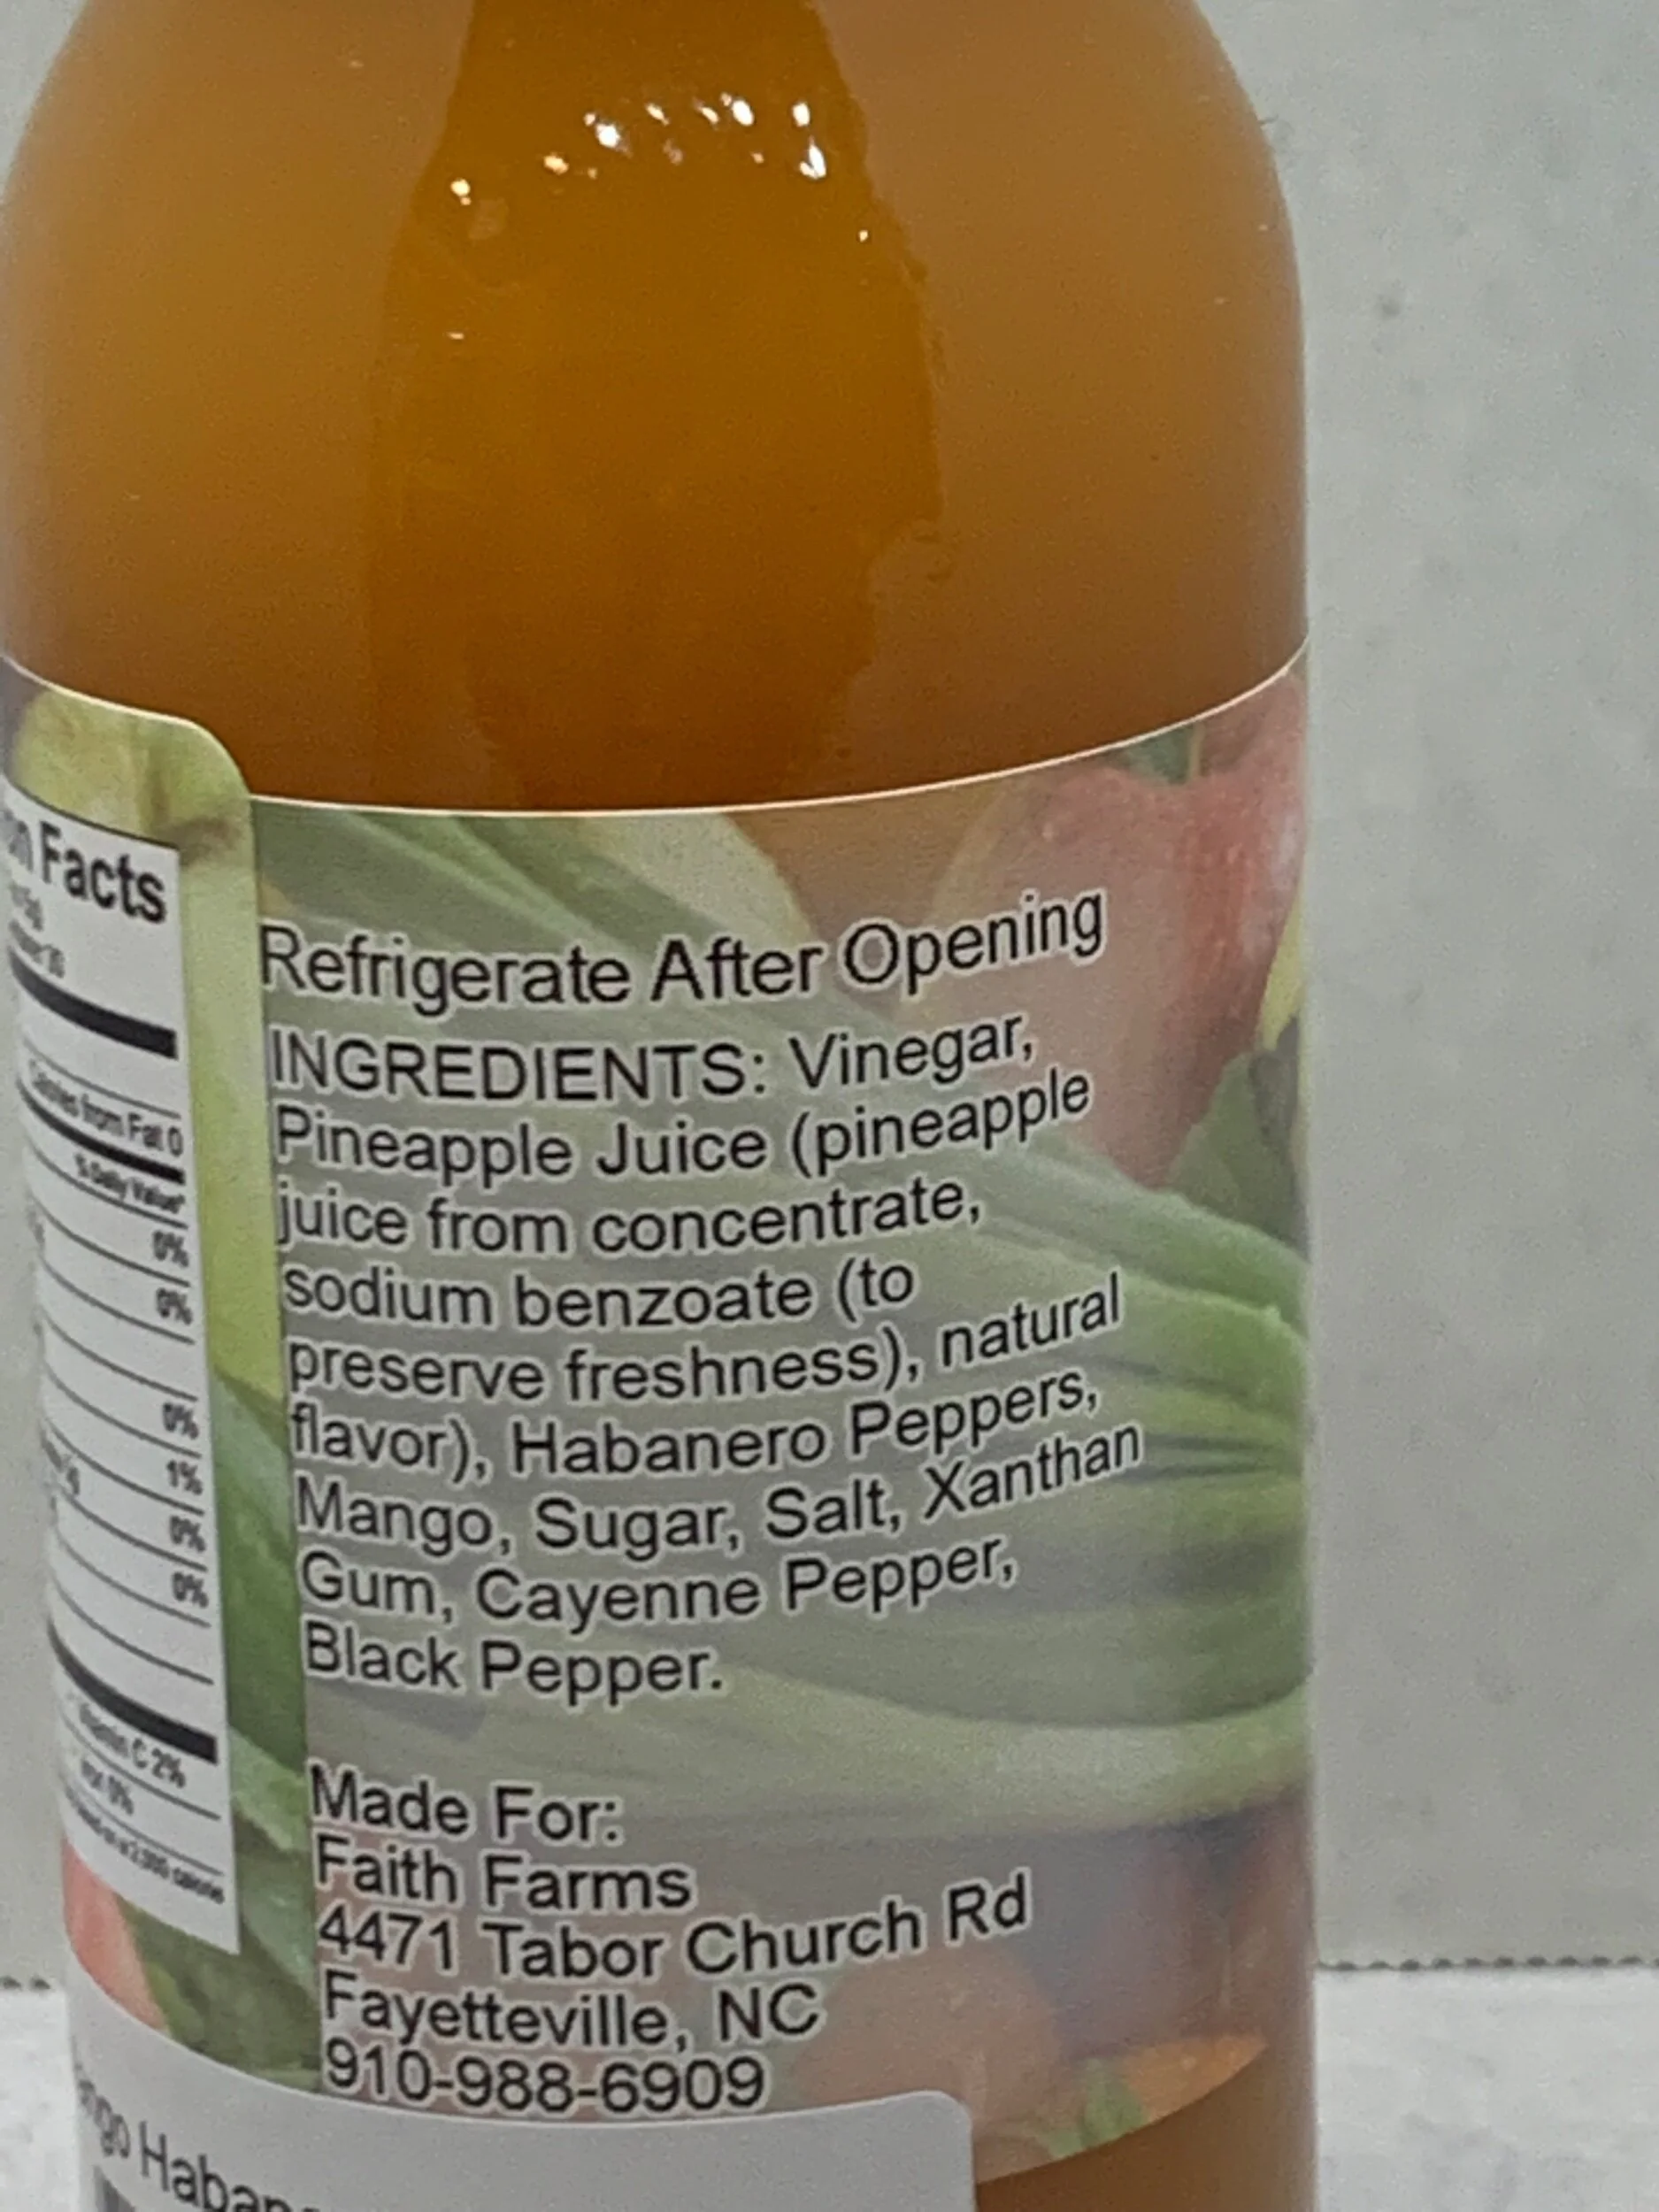 Facts
Calories from Fat 0
% Daily Value*
0%
0%
0%
1%
0%
0%
Vitamin C 2%
0%
Refrigerate After Opening
INGREDIENTS: Vinegar,
Pineapple Juice (pineapple
juice from concentrate,
sodium benzoate (to
preserve freshness), natural
flavor), Habanero Peppers,
Mango, Sugar, Salt, Xanthan
Gum, Cayenne Pepper,
Black Pepper.
Made For:
Faith Farms
4471 Tabor Church Rd
Fayetteville, NC
910-988-6909